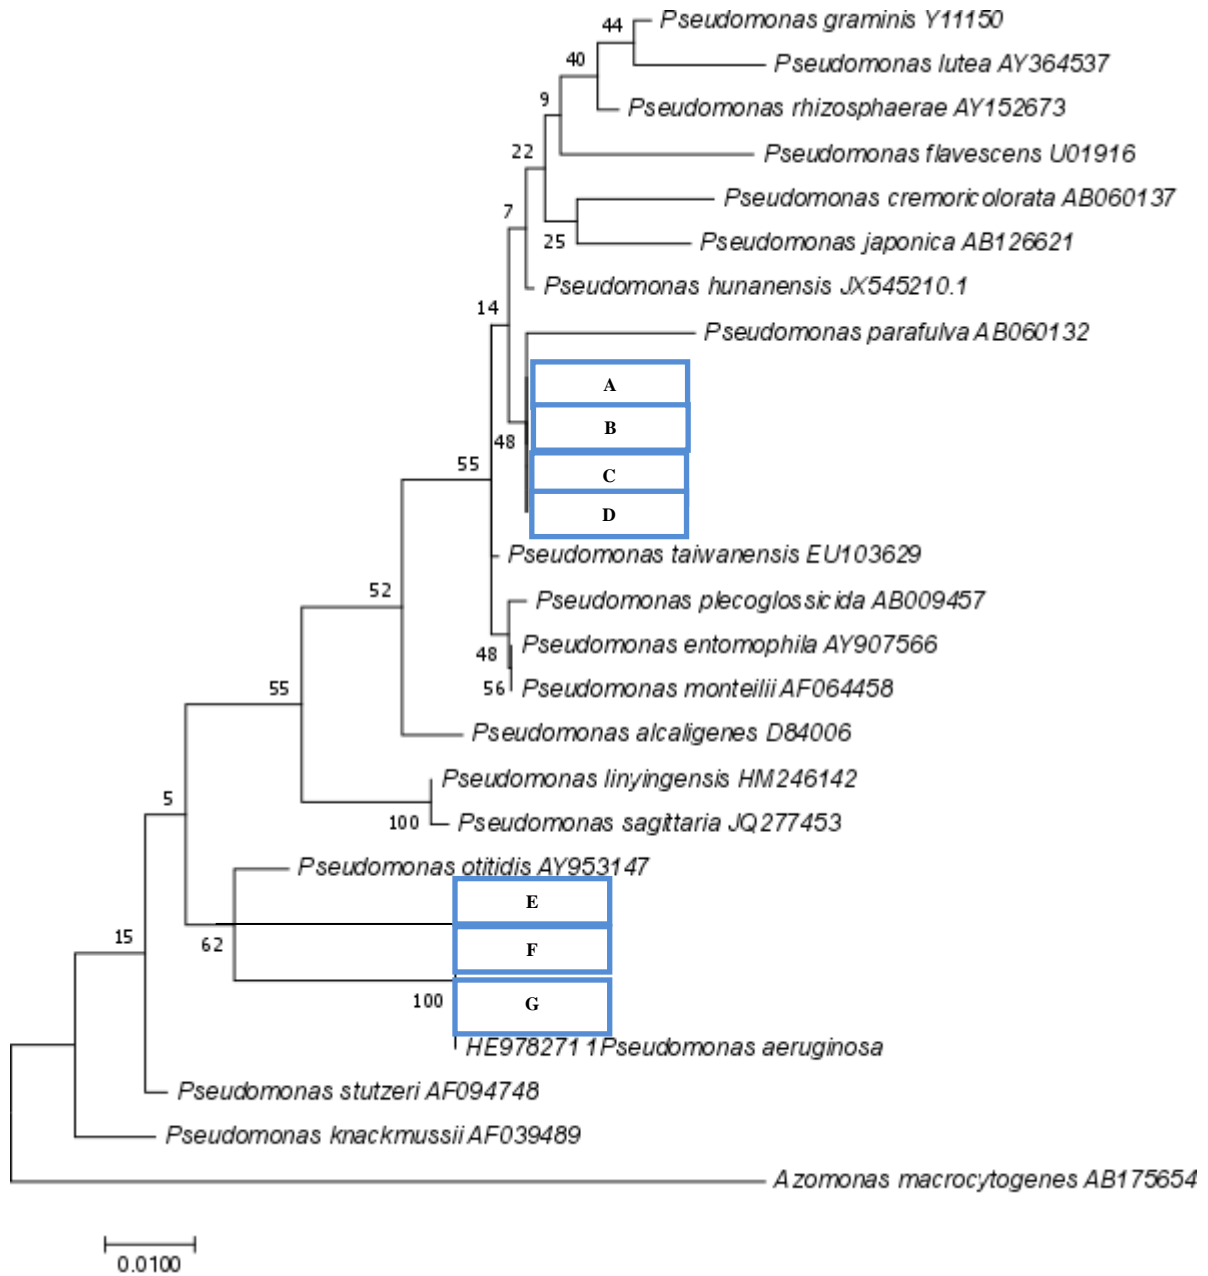 44
Pseudomonas graminis Y11150
40
Pseudomonas lutea AY364537
9
Pseudomonas rhizosphaerae AY152673
22
Pseudomonas flavescens U01916
Pseudomonas cremoricolorata AB060137
7
25
Pseudomonas japonica AB126621
Pseudomonas hunanensis JX545210.1
14
Pseudomonas parafulva AB060132
A
B
48
55
C
D
Pseudomonas taiwanensis EU103629
52
Pseudomonas plecoglossicida AB009457
Pseudomonas entomophila AY907566
48
55
56
Pseudomonas monteilii AF064458
Pseudomonas alcaligenes D84006
Pseudomonas linyingensis HM246142
5
100
Pseudomonas sagittaria JQ277453
Pseudomonas otitidis AY953147
E
15
62
F
100
G
HE978271 1Pseudomonas aeruginosa
Pseudomonas stutzeri AF094748
Pseudomonas knackmussii AF039489
Azomonas macrocytogenes AB175654
0.0100